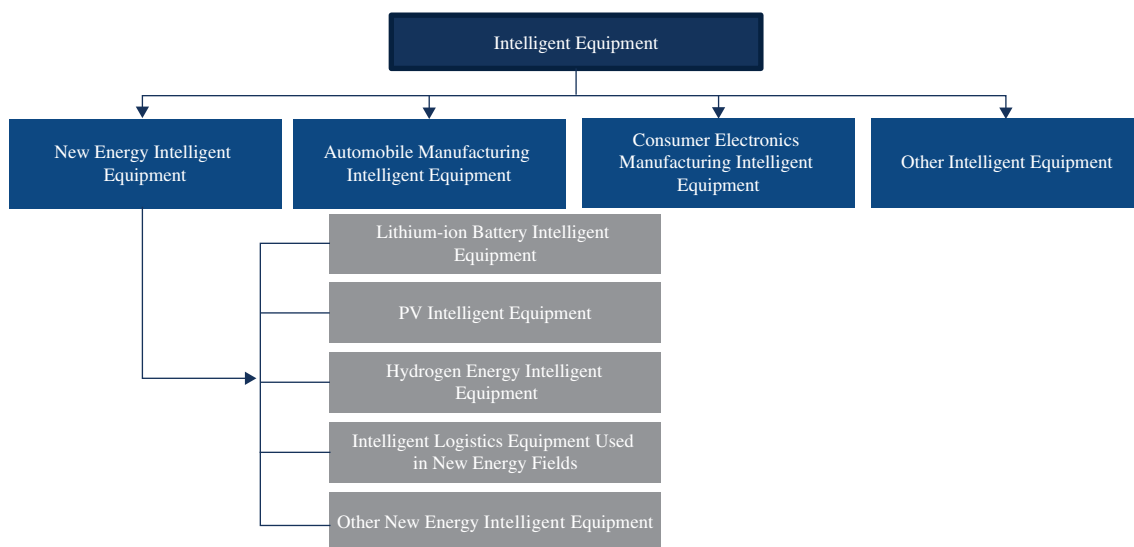 Intelligent Equipment
New Energy Intelligent
Equipment
Automobile Manufacturing
Intelligent Equipment
Consumer Electronics
Manufacturing Intelligent
Equipment
Other Intelligent Equipment
Lithium-ion Battery Intelligent
Equipment
PV Intelligent Equipment
Hydrogen Energy Intelligent
Equipment
Intelligent Logistics Equipment Used
in New Energy Fields
Other New Energy Intelligent Equipment